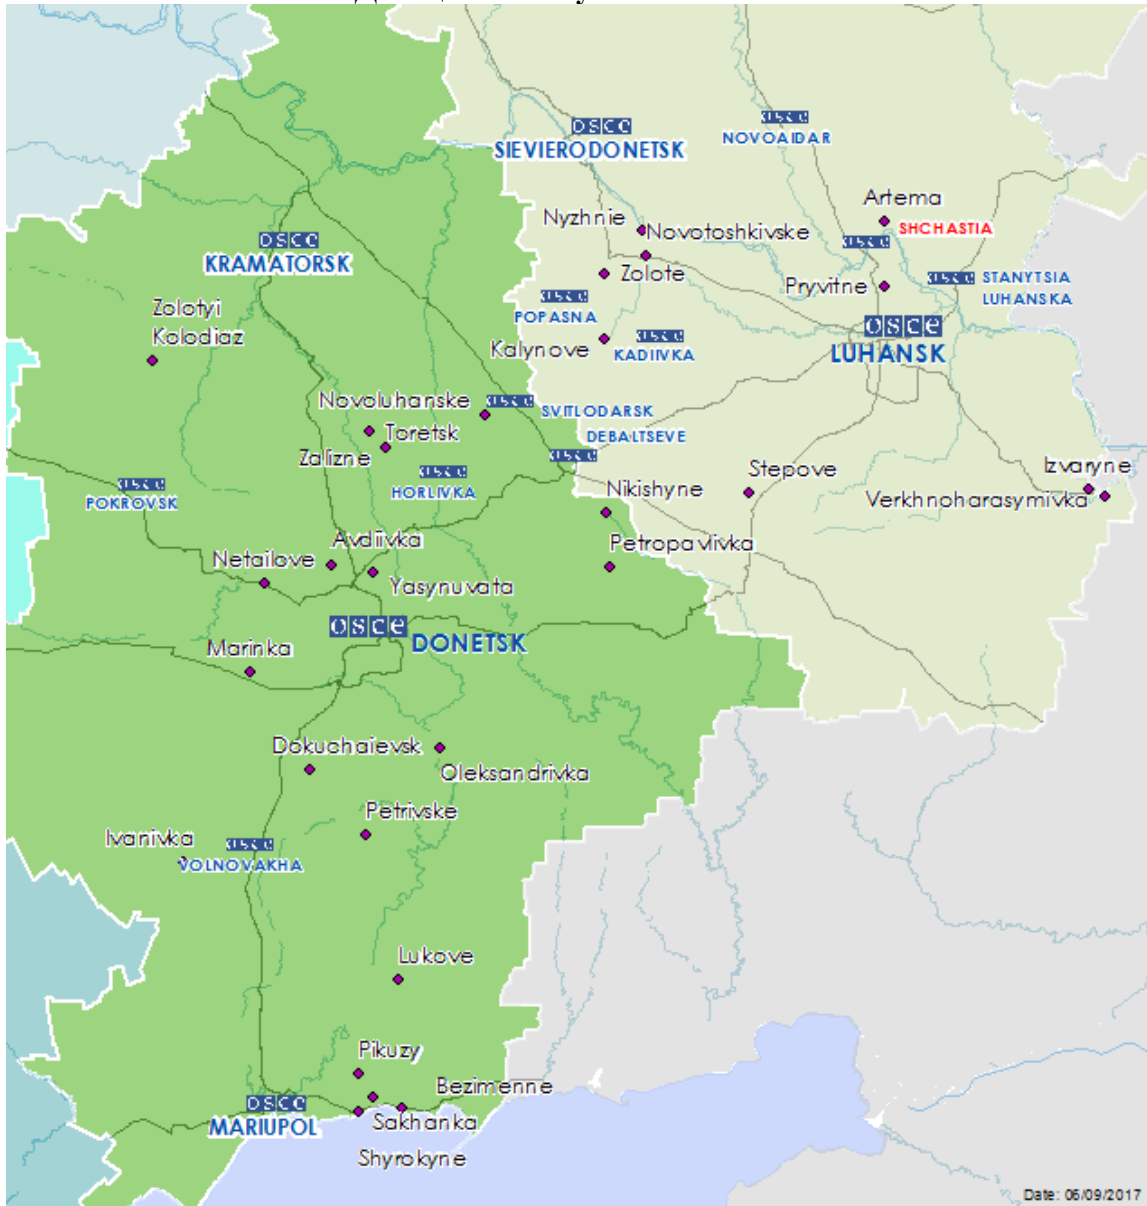 OSCE
SIEVIERODONETSK
OSCE
NOVOAIDAR
Artema
SHCHASTIA
OSCE
Nyzhnie
Novotoshkivske
OSCE
KRAMATORSK
Zolote
Pryvitne
OSCE
STANYTSIA
LUHANSKA
OSCE
POPASNA
Zolotyi
Kolodiaz
OSCE
LUHANSK
Kalynove
OSCE
KADIIVKA
Novoluhanske
OSCE
SVITLODARSK
Toretsk
DEBALTSEVE
OSCE
Zalizne
OSCE
HORLIVKA
Stepove
Izvaryne
OSCE
POKROVSK
Nikishyne
Verkhnoharasymivka
Avdiivka
Petropavlivka
Netailove
Yasynuvata
OSCE
DONETSK
Marinka
Dokuchaievsk
Oleksandrivka
Petrivske
Ivanivka
OSCE
VOLNOVAKHA
Lukove
Pikuzy
Bezimenne
OSCE
MARIUPOL
Sakhanka
Shyrokyne
Date: 06/09/2017